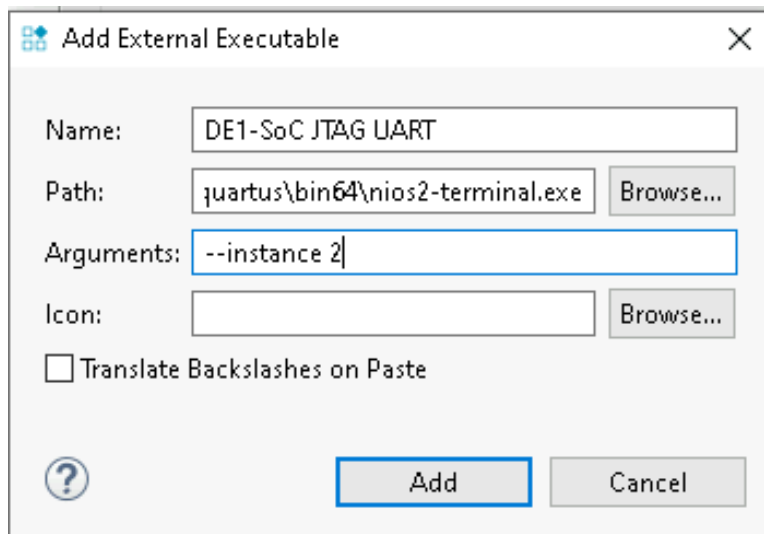 Add External Executable
Name: DE1-SoC JTAG UART
Path: quartus\bin64\nios2-terminal.exe Browse...
Arguments: --instance 2
Icon: Browse...
Translate Backslashes on Paste
? Add Cancel